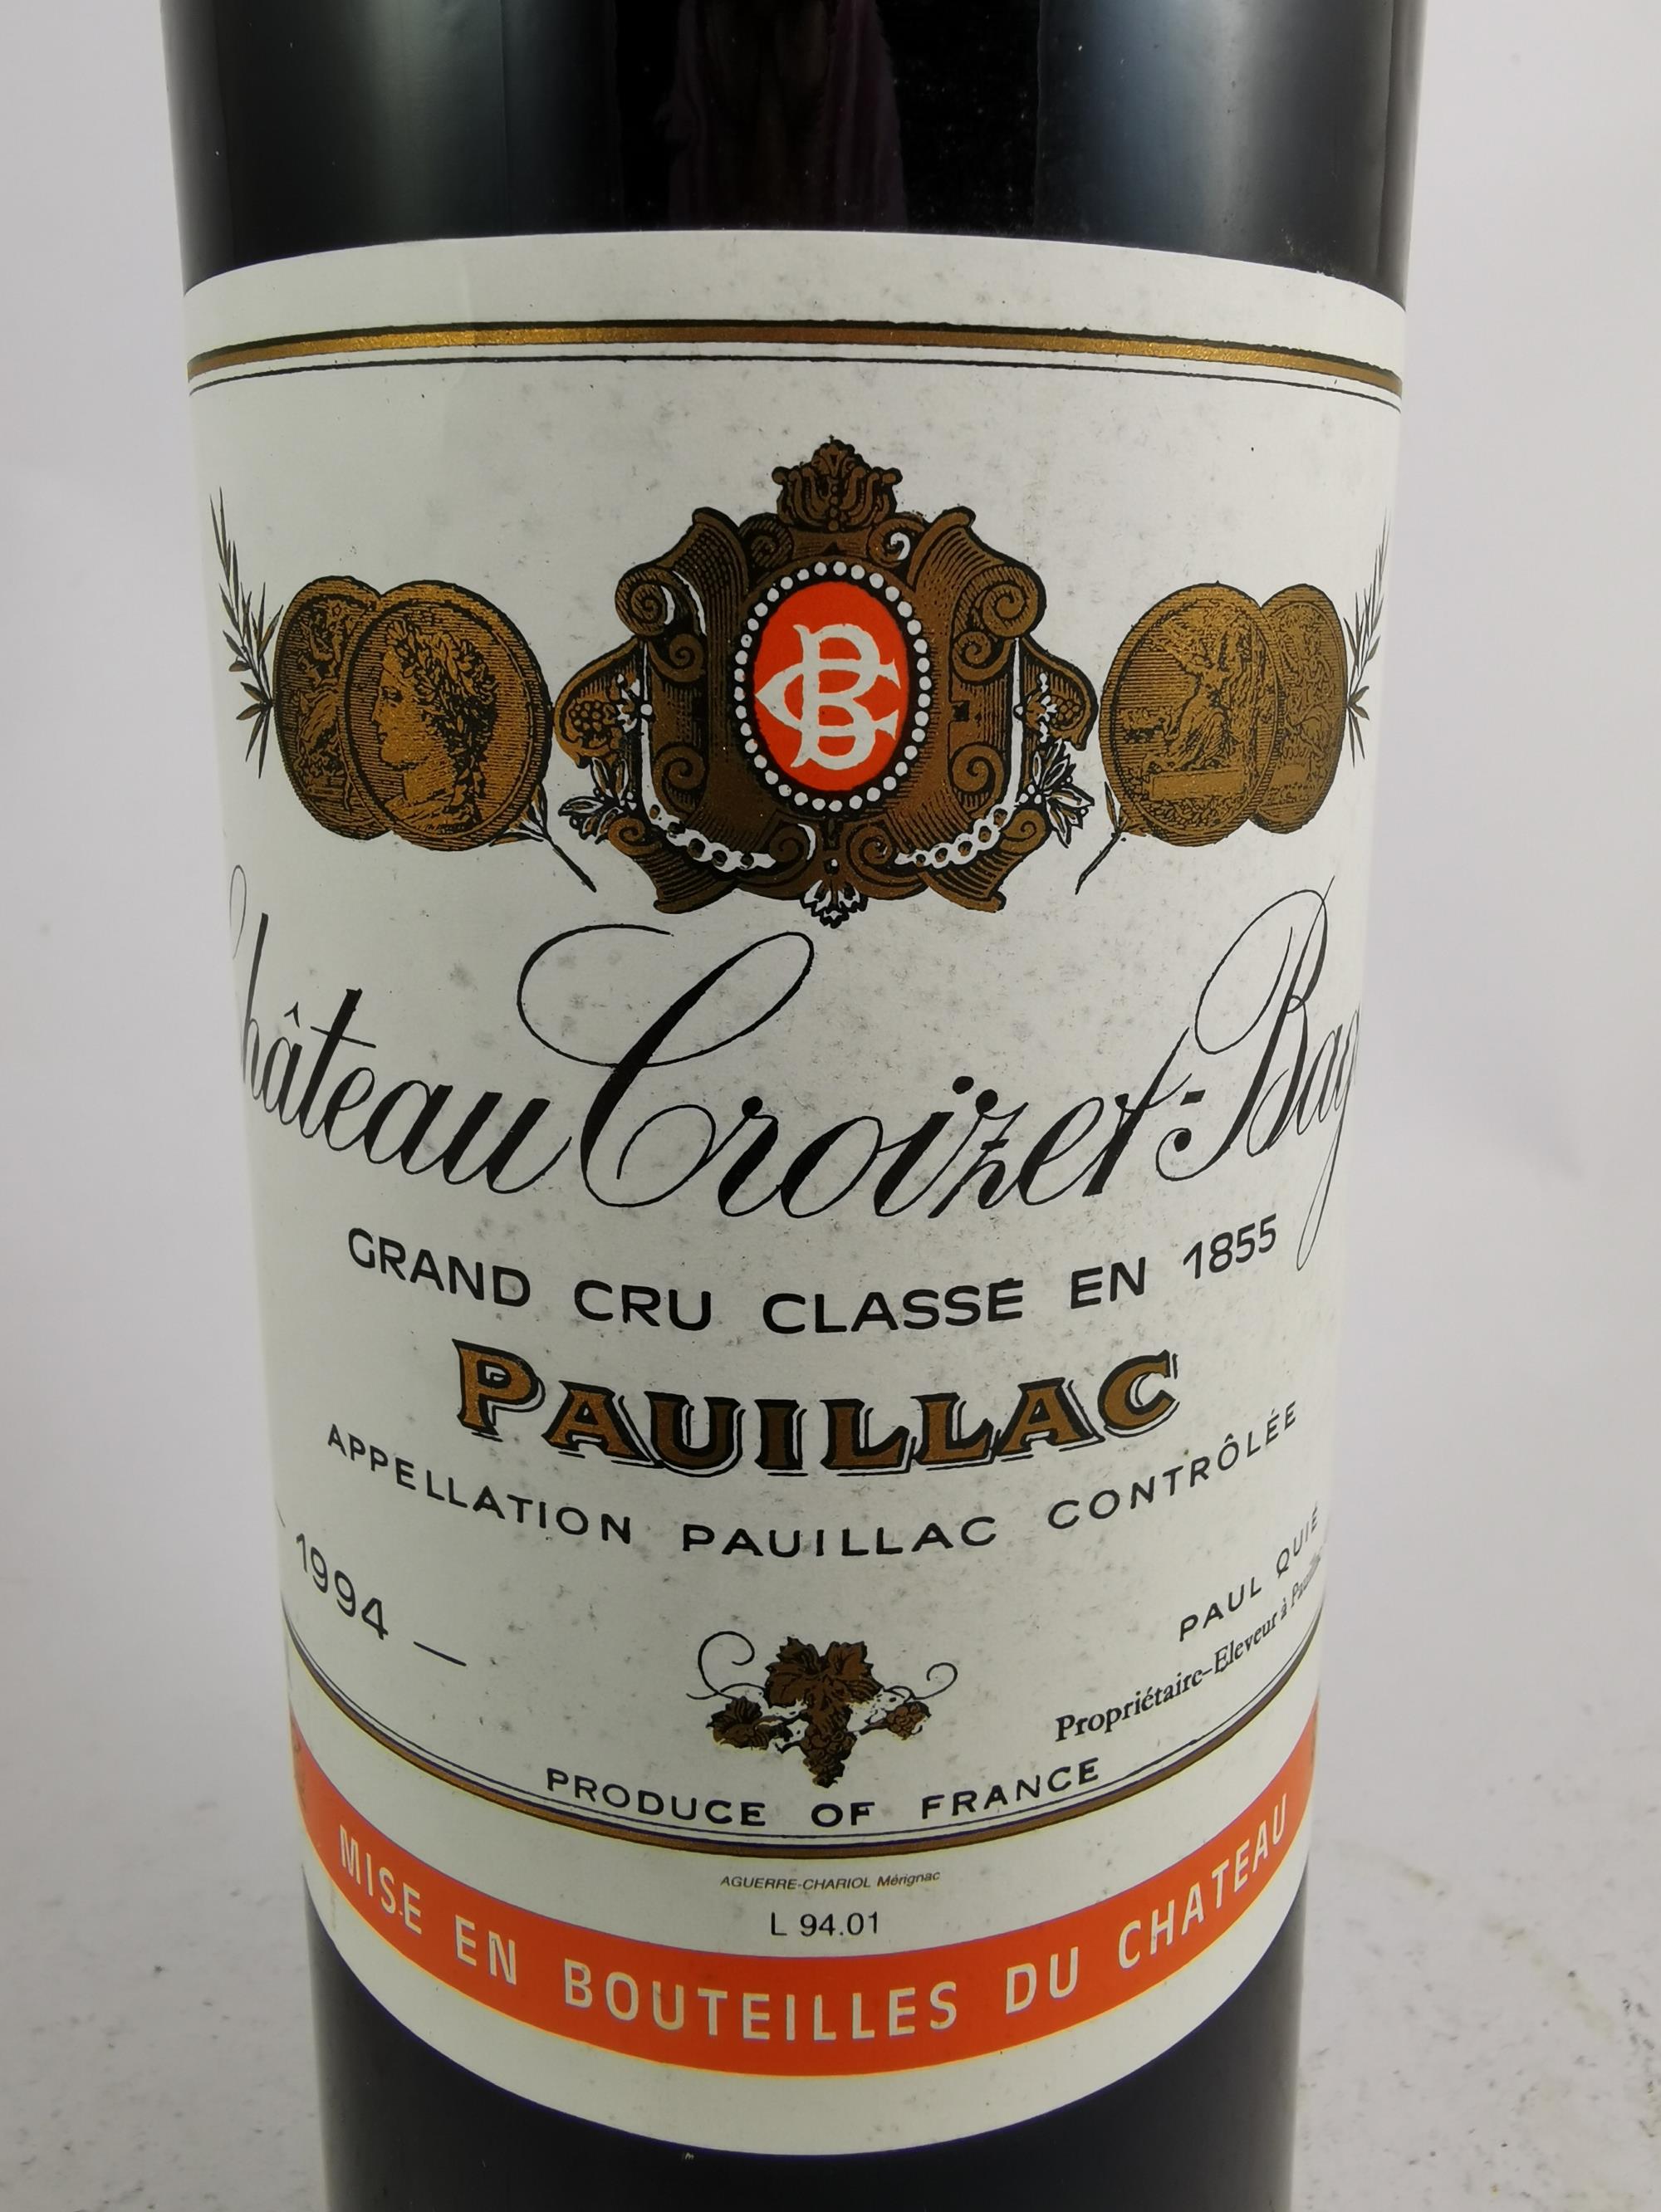 CB
Château Croizet-Bag
GRAND CRU CLASSÉ EN 1855
PAUILLAC
APPELLATION PAUILLAC CONTRÔLÉE
1994 —
PAUL QUIÉ
Propriétaire-Eleveur à
PRODUCE OF FRANCE
AGUERRE-CHARIOL Mérignac
L 94.01
MISE EN BOUTEILLES DU CHATEAU